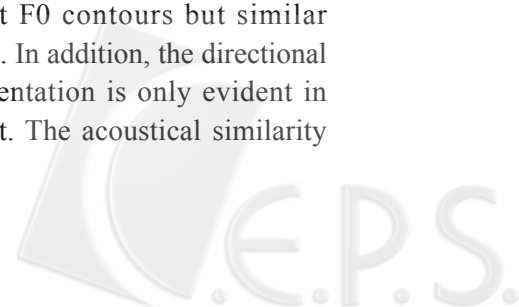 t F0 contours but similar
. In addition, the directional
entation is only evident in
t. The acoustical similarity
C.E.P.S.